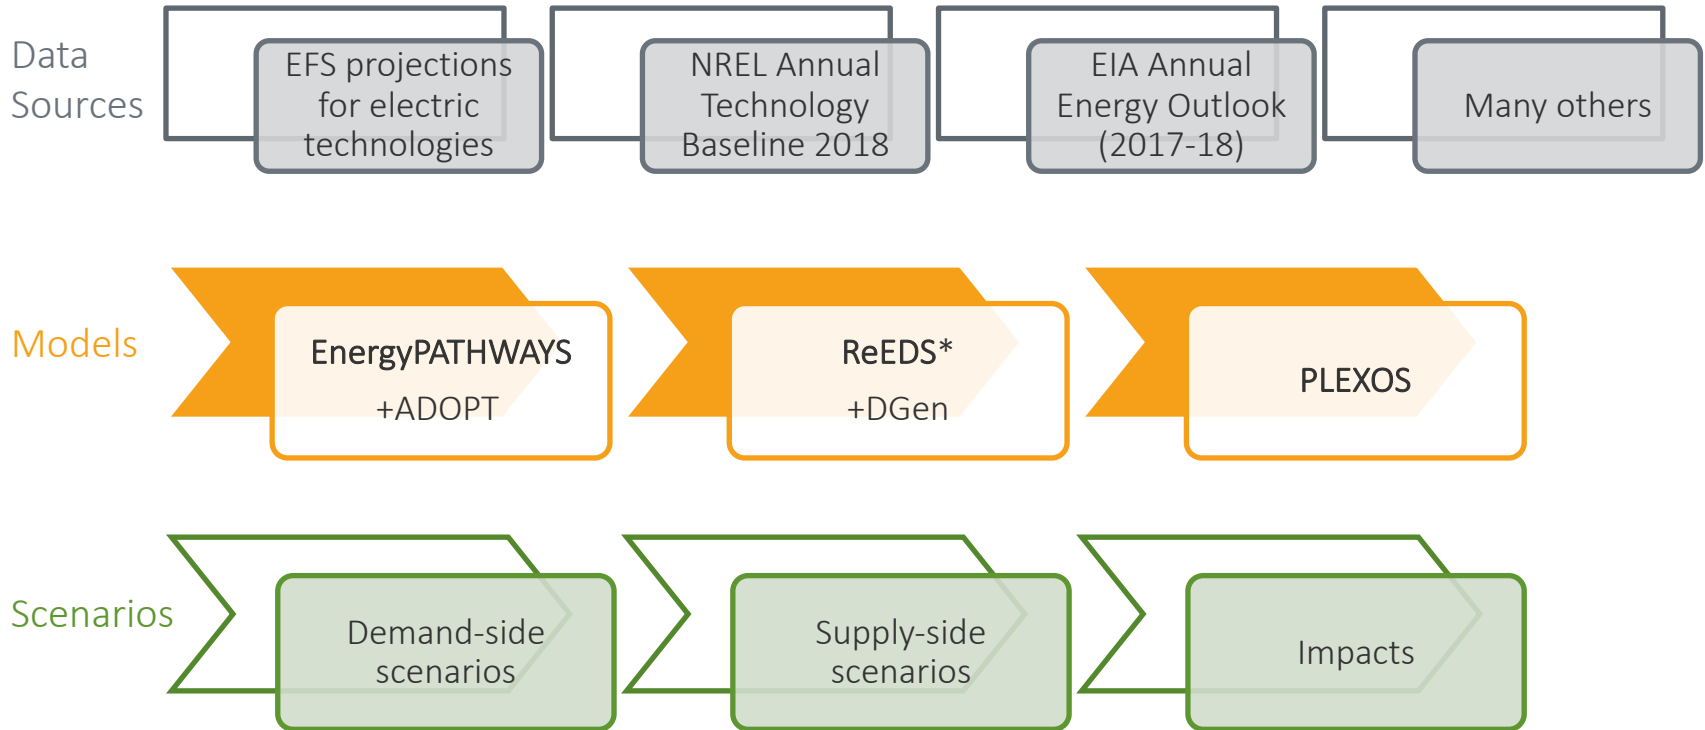 Data
Sources
EFS projections
for electric
technologies
NREL Annual
Technology
Baseline 2018
EIA Annual
Energy Outlook
(2017-18)
Many others
Models
EnergyPATHWAYS
+ADOPT
ReEDS*
+DGen
PLEXOS
Scenarios
Demand-side
scenarios
Supply-side
scenarios
Impacts